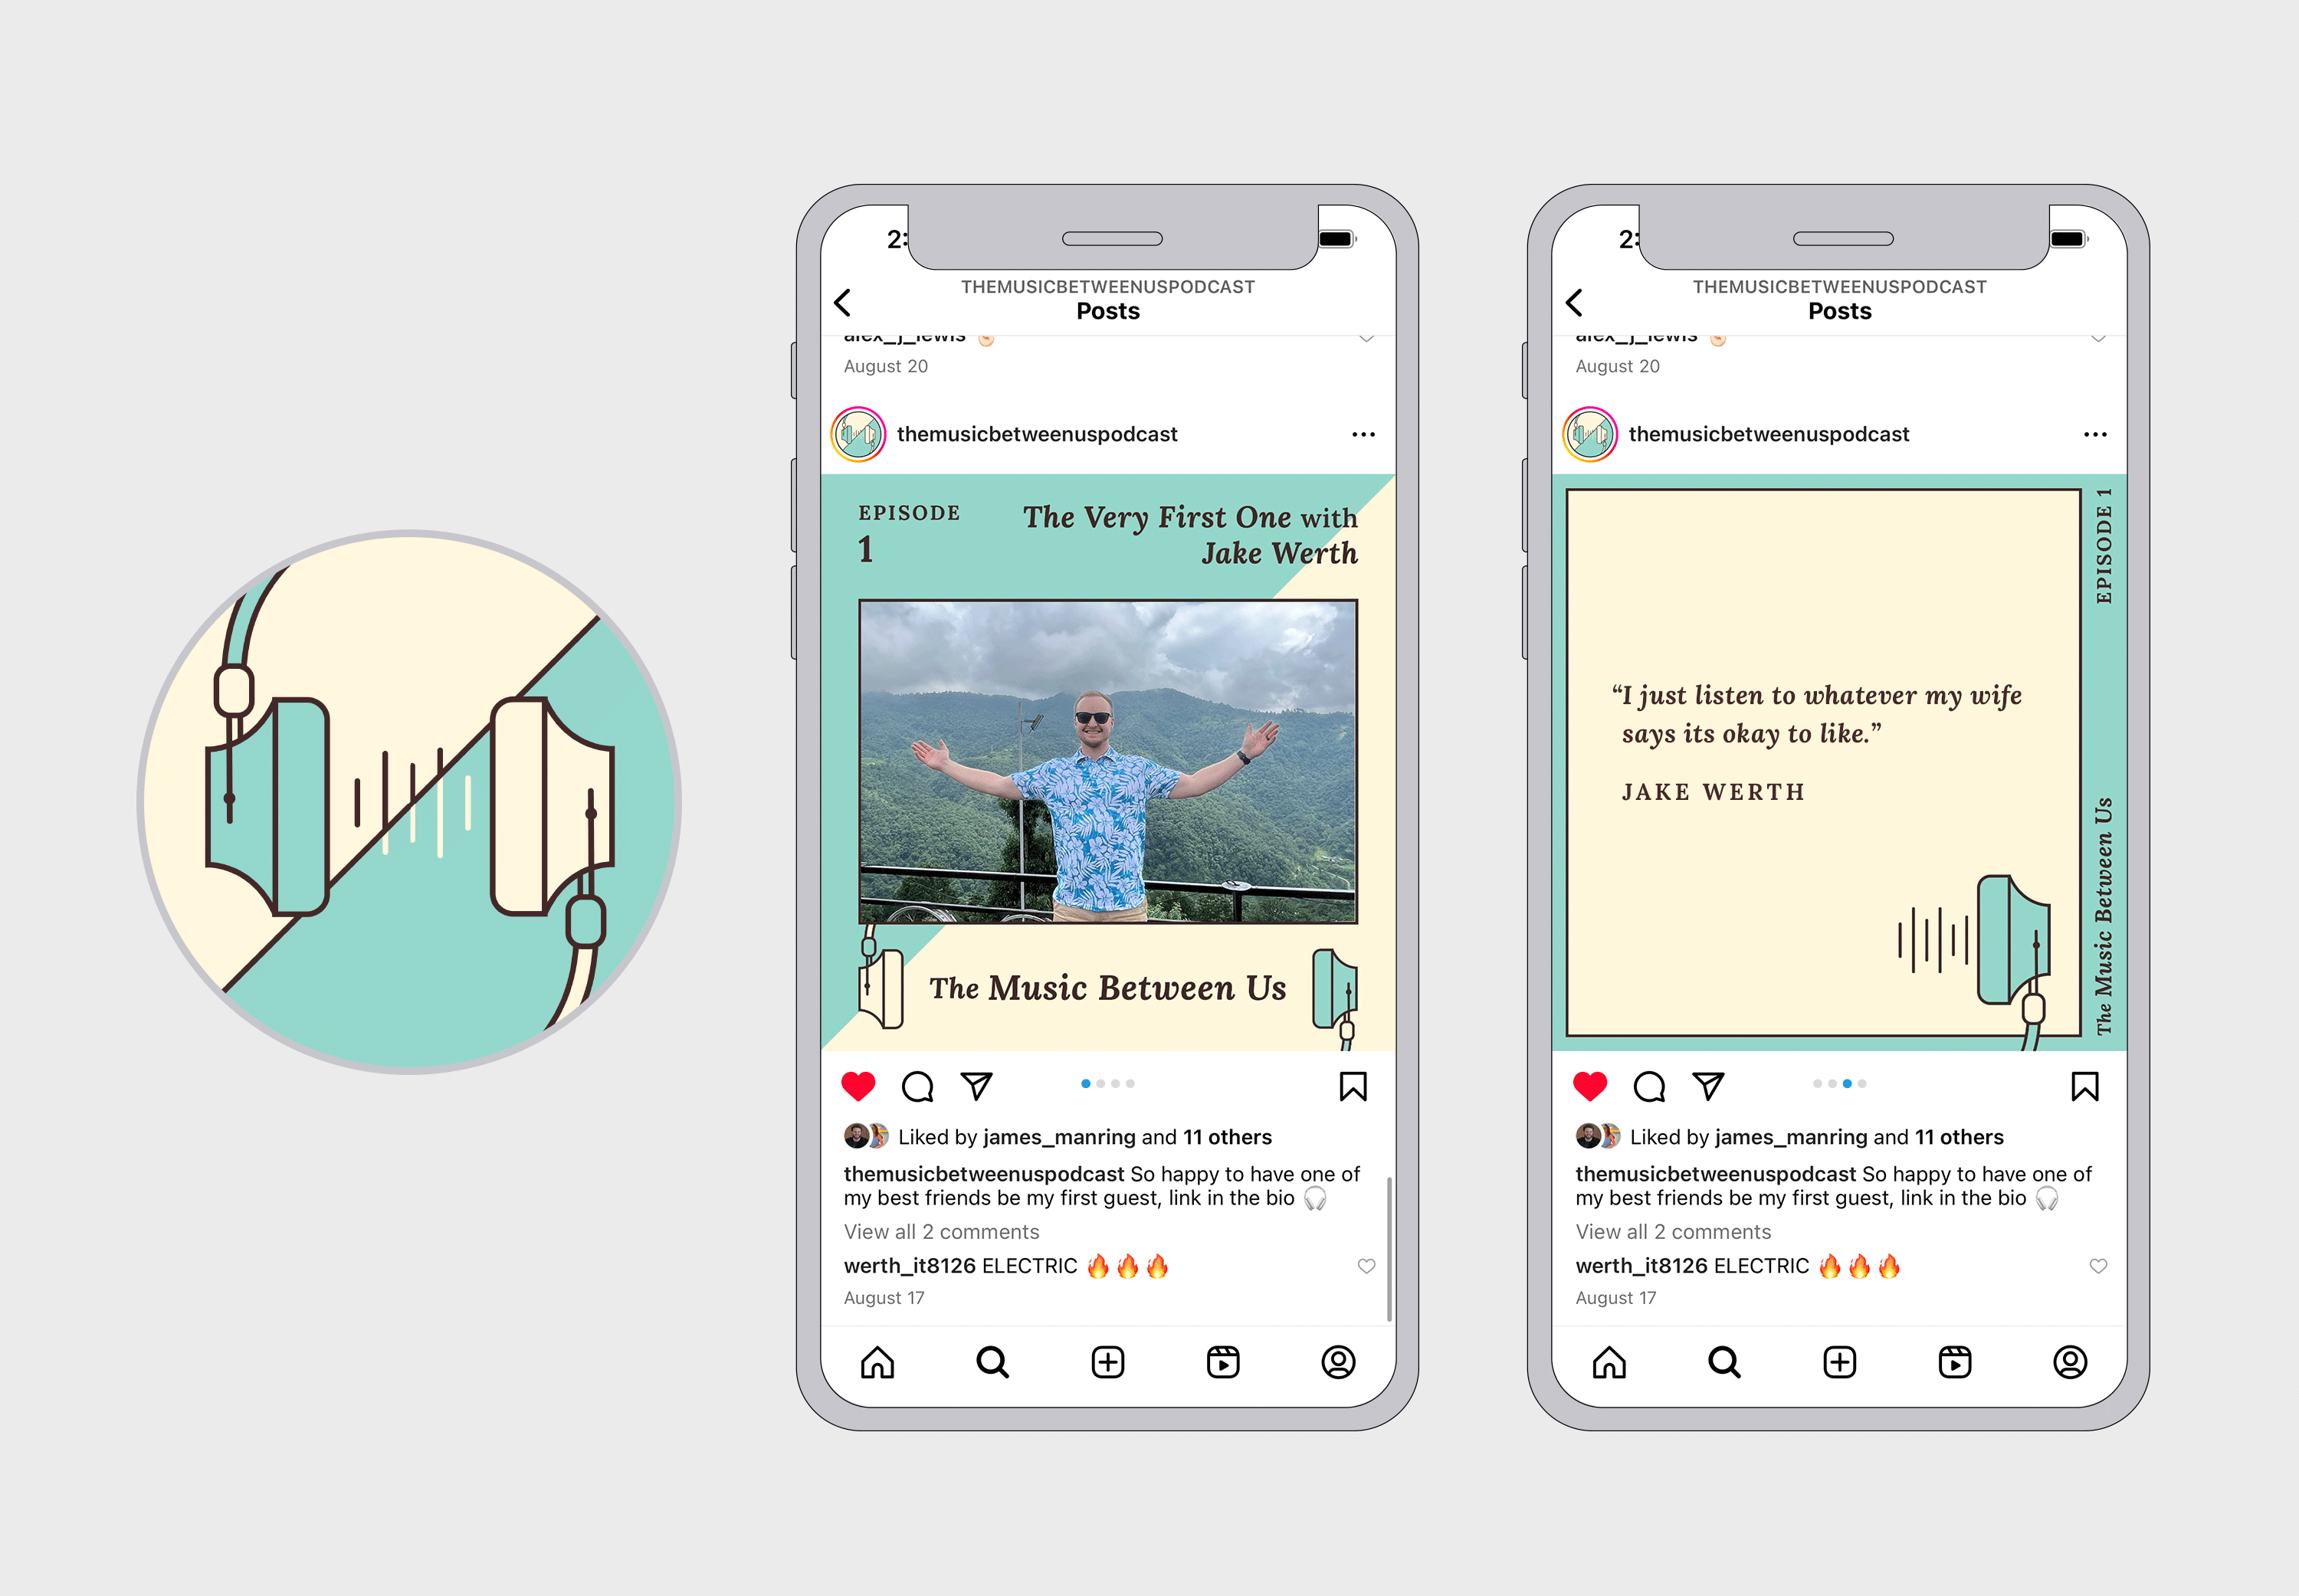 2:
THEMUSICBETWEENUSPODCAST
Posts
alex_j_lewis 👌🏻
August 20
themusicbetweenuspodcast
EPISODE
1
The Very First One with
Jake Werth
The Music Between Us
Liked by james_manring and 11 others
themusicbetweenuspodcast So happy to have one of
my best friends be my first guest, link in the bio 🎧
View all 2 comments
werth_it8126 ELECTRIC 🔥🔥🔥
August 17
2:
THEMUSICBETWEENUSPODCAST
Posts
alex_j_lewis 👌🏻
August 20
themusicbetweenuspodcast
“I just listen to whatever my wife
says its okay to like.”
JAKE WERTH
EPISODE 1
The Music Between Us
Liked by james_manring and 11 others
themusicbetweenuspodcast So happy to have one of
my best friends be my first guest, link in the bio 🎧
View all 2 comments
werth_it8126 ELECTRIC 🔥🔥🔥
August 17